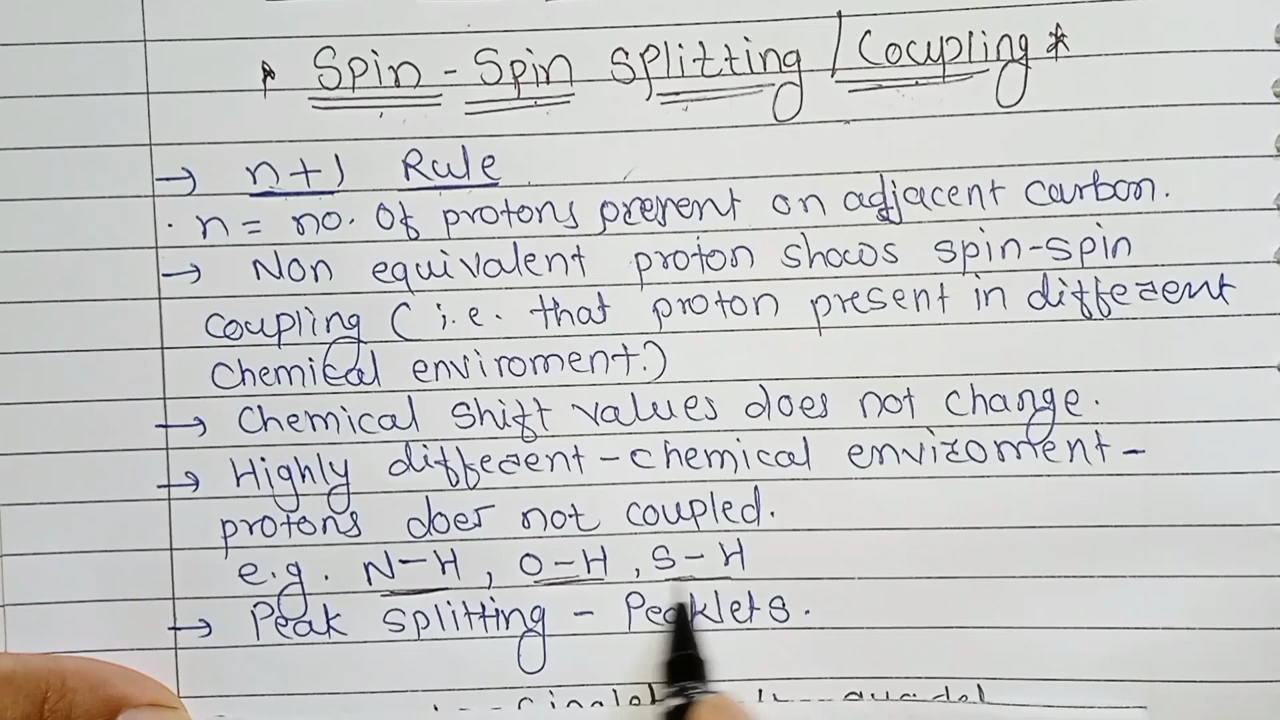 * Spin - Spin splitting / Coupling *
→ n+1 Rule
. n = no. of protons present on adjacent carbon.
→ Non equivalent proton shows spin-spin
coupling ( i.e. that proton present in different
Chemical enviroment.)
→ Chemical shift values does not change.
→ Highly different - chemical enviroment -
protons does not coupled.
e.g. N-H , O-H , S-H
→ Peak splitting - Peaklets.